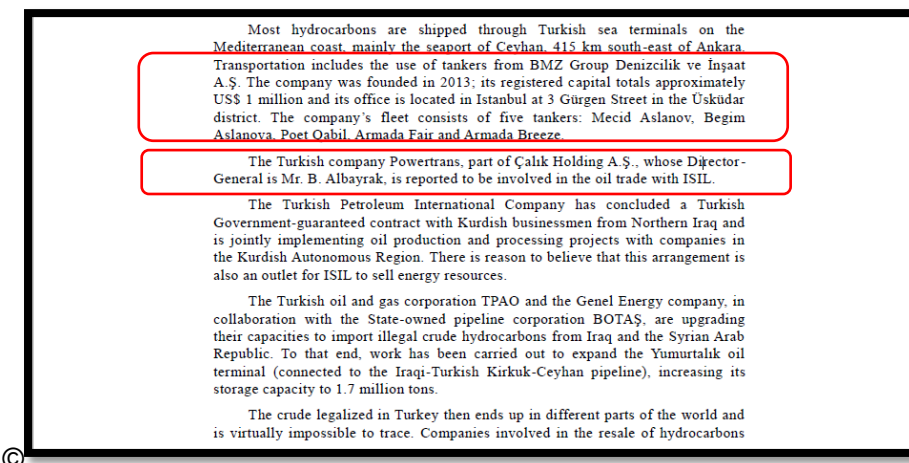 Most hydrocarbons are shipped through Turkish sea terminals on the
Mediterranean coast, mainly the seaport of Ceyhan, 415 km south-east of Ankara.
Transportation includes the use of tankers from BMZ Group Denizcilik ve İnşaat
A.Ş. The company was founded in 2013; its registered capital totals approximately
US$ 1 million and its office is located in Istanbul at 3 Gürgen Street in the Üsküdar
district. The company's fleet consists of five tankers: Mecid Aslanov, Begim
Aslanova, Poet Qabil, Armada Fair and Armada Breeze.
The Turkish company Powertrans, part of Çalık Holding A.Ş., whose Director-
General is Mr. B. Albayrak, is reported to be involved in the oil trade with ISIL.
The Turkish Petroleum International Company has concluded a Turkish
Government-guaranteed contract with Kurdish businessmen from Northern Iraq and
is jointly implementing oil production and processing projects with companies in
the Kurdish Autonomous Region. There is reason to believe that this arrangement is
also an outlet for ISIL to sell energy resources.
The Turkish oil and gas corporation TPAO and the Genel Energy company, in
collaboration with the State-owned pipeline corporation BOTAŞ, are upgrading
their capacities to import illegal crude hydrocarbons from Iraq and the Syrian Arab
Republic. To that end, work has been carried out to expand the Yumurtalık oil
terminal (connected to the Iraqi-Turkish Kirkuk-Ceyhan pipeline), increasing its
storage capacity to 1.7 million tons.
The crude legalized in Turkey then ends up in different parts of the world and
is virtually impossible to trace. Companies involved in the resale of hydrocarbons
©